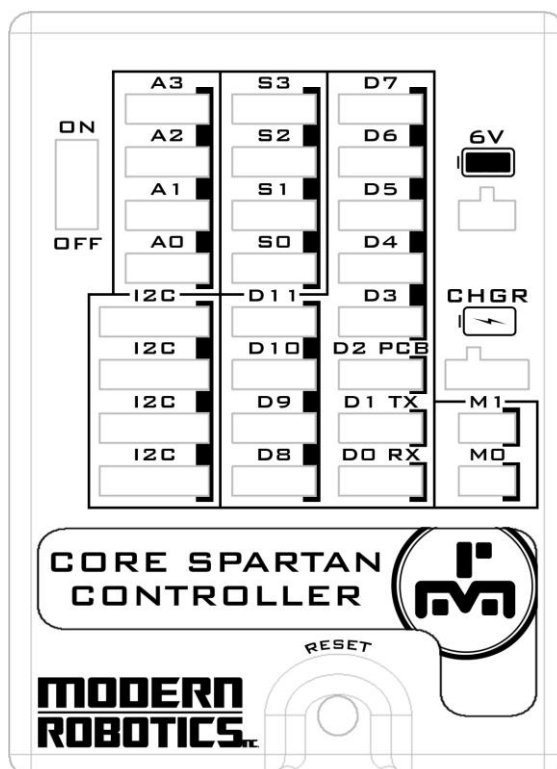 A3 S3 D7
ON A2 S2 D6 6V
A1 S1 D5
OFF A0 S0 D4
I2C D11 D3 CHGR
I2C D10 D2 PCB
I2C D9 D1 TX M1
I2C D8 D0 RX M0
CORE SPARTAN
CONTROLLER
RESET
MODERN
ROBOTICS INC.